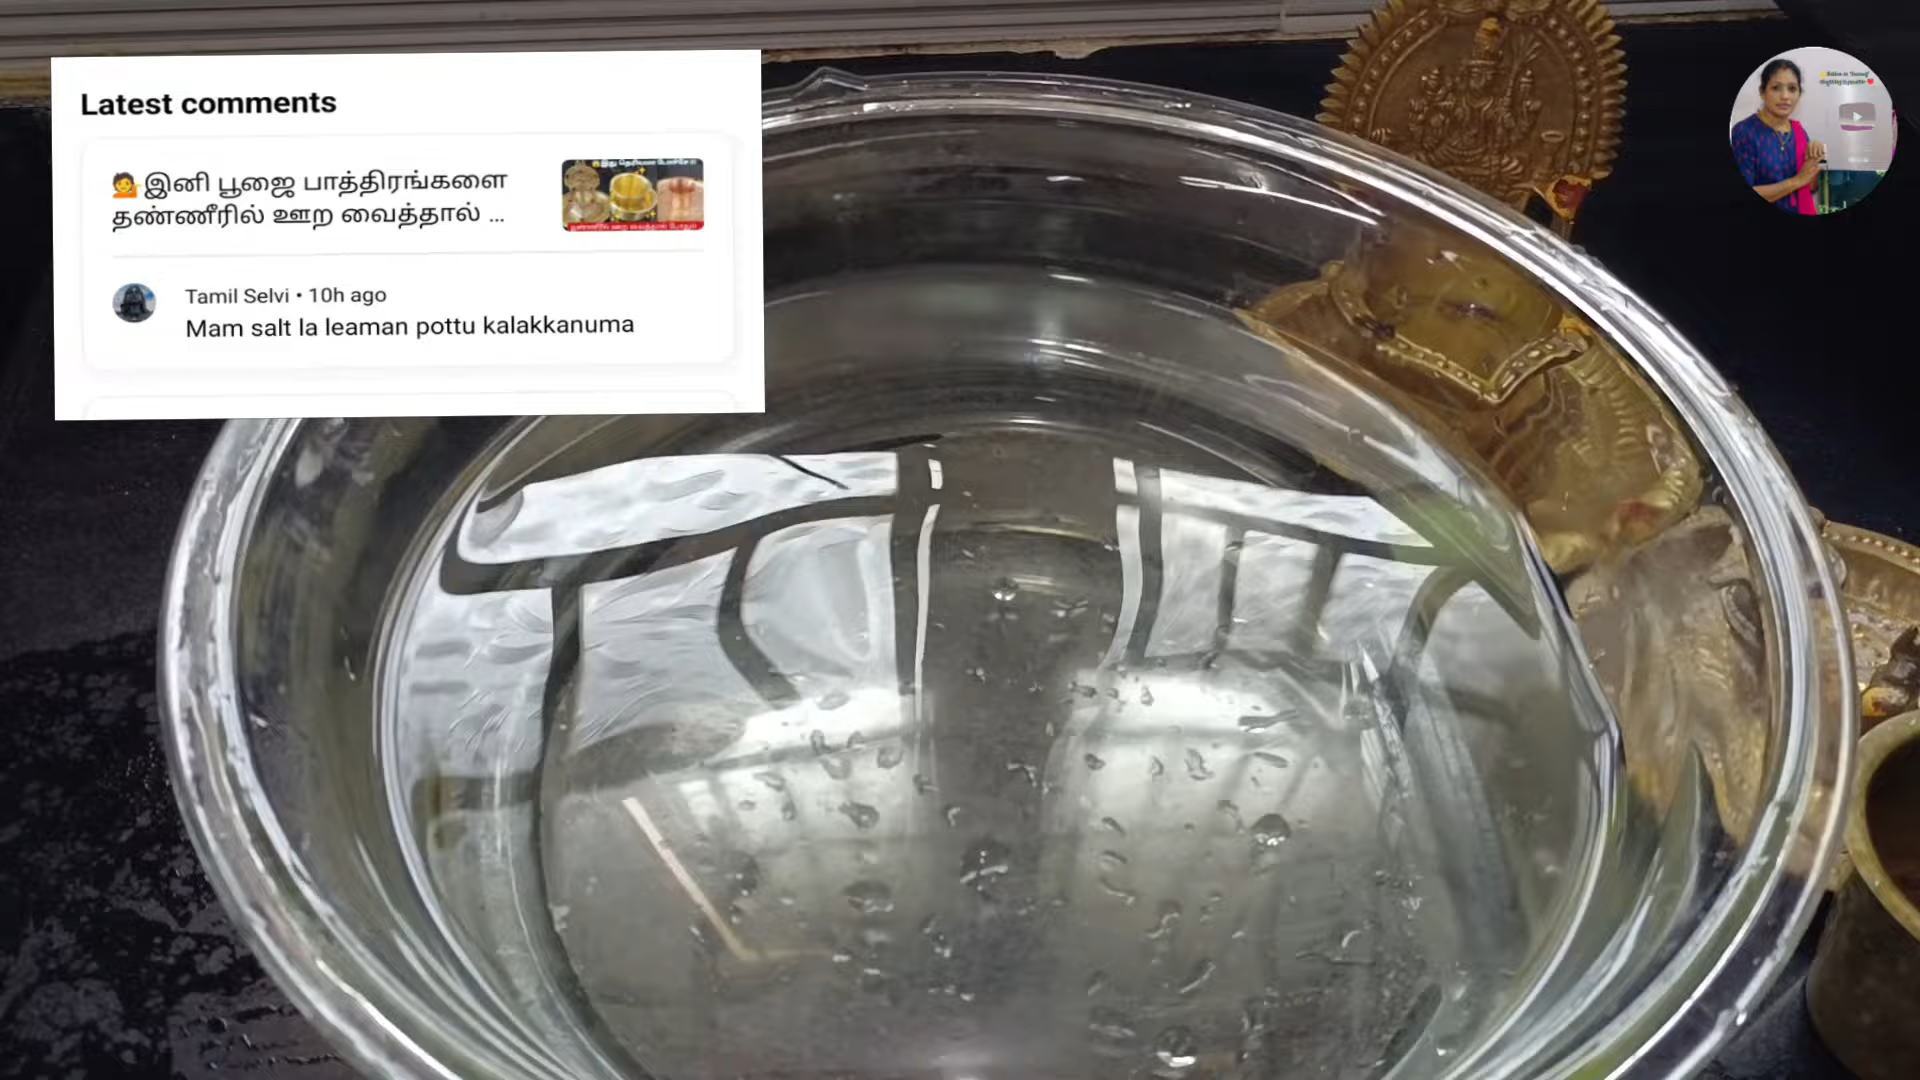 Latest comments
💁இனி பூஜை பாத்திரங்களை
தண்ணீரில் ஊற வைத்தால் ...
Tamil Selvi • 10h ago
Mam salt la leaman pottu kalakkanuma